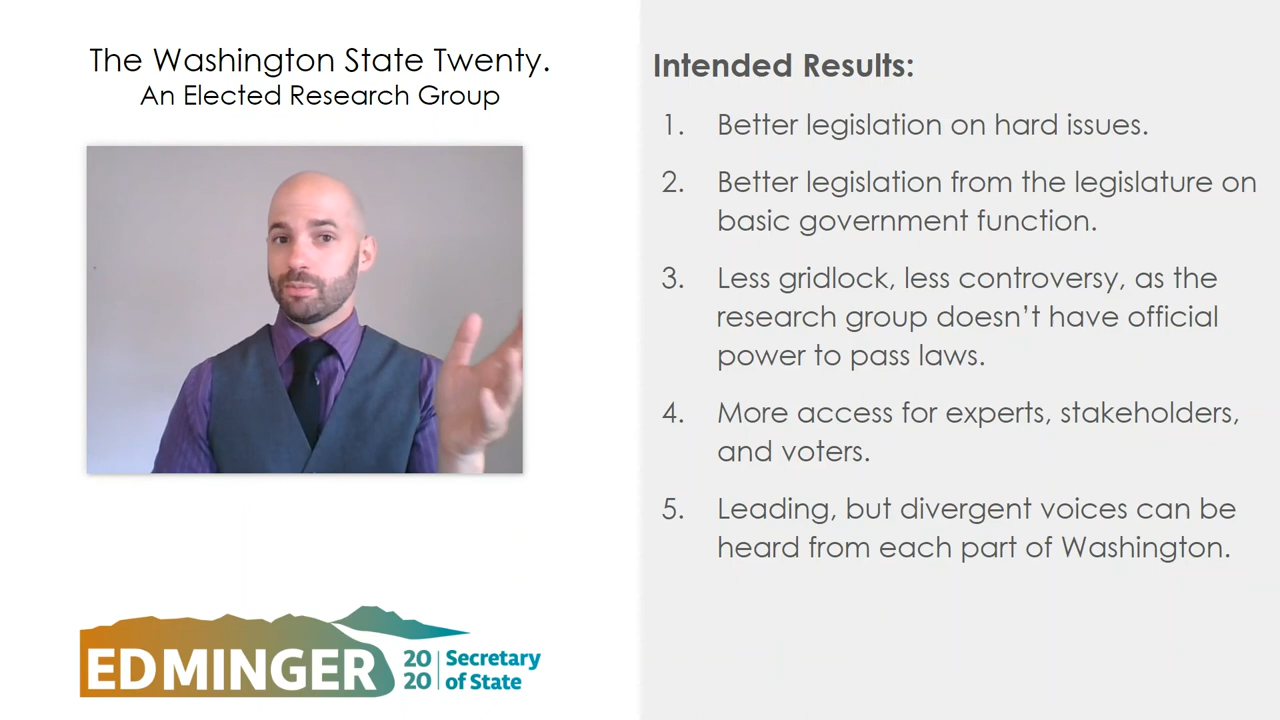 The Washington State Twenty.
An Elected Research Group
Intended Results:
1. Better legislation on hard issues.
2. Better legislation from the legislature on
basic government function.
3. Less gridlock, less controversy, as the
research group doesn’t have official
power to pass laws.
4. More access for experts, stakeholders,
and voters.
5. Leading, but divergent voices can be
heard from each part of Washington.
ED MINGER
20 Secretary
20 of State